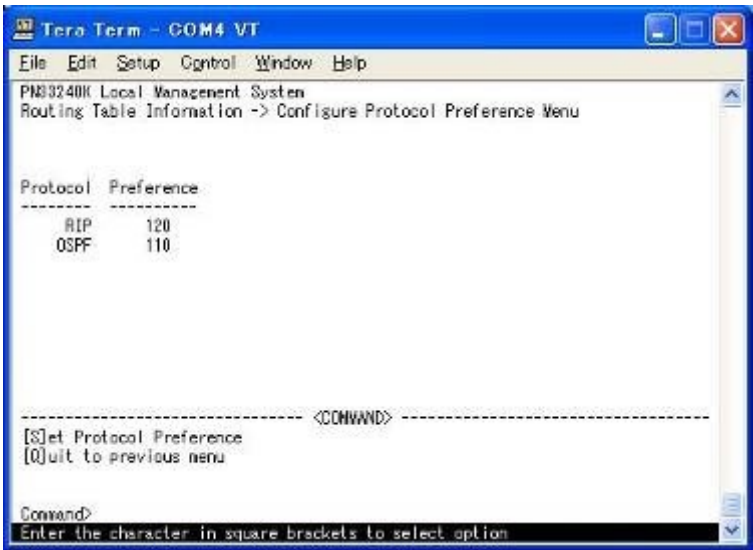 Tera Term - COM4 VT
File Edit Setup Control Window Help
PN33240K Local Management System
Routing Table Information -> Configure Protocol Preference Menu
Protocol Preference
-------- ----------
RIP 120
OSPF 110
------------------------------- <COMMAND> ----------------------------------
[S]et Protocol Preference
[Q]uit to previous menu
Command>
Enter the character in square brackets to select option